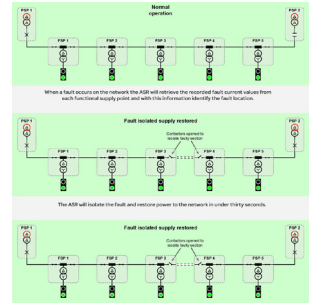 Normal
operation
PSP 1
PSP 2
FSP 1
FSP 2
FSP 3
FSP 4
FSP 5
When a fault occurs on the network the ASR will retrieve the recorded fault current values from
each functional supply point and with this information identify the fault location.
Fault isolated supply restored
PSP 1
Contactors opened to
isolate faulty section
PSP 2
FSP 1
FSP 2
FSP 3
FSP 4
FSP 5
The ASR will isolate the fault and restore power to the network in under thirty seconds.
Fault isolated supply restored
PSP 1
Contactors opened to
isolate faulty section
PSP 2
FSP 1
FSP 2
FSP 3
FSP 4
FSP 5